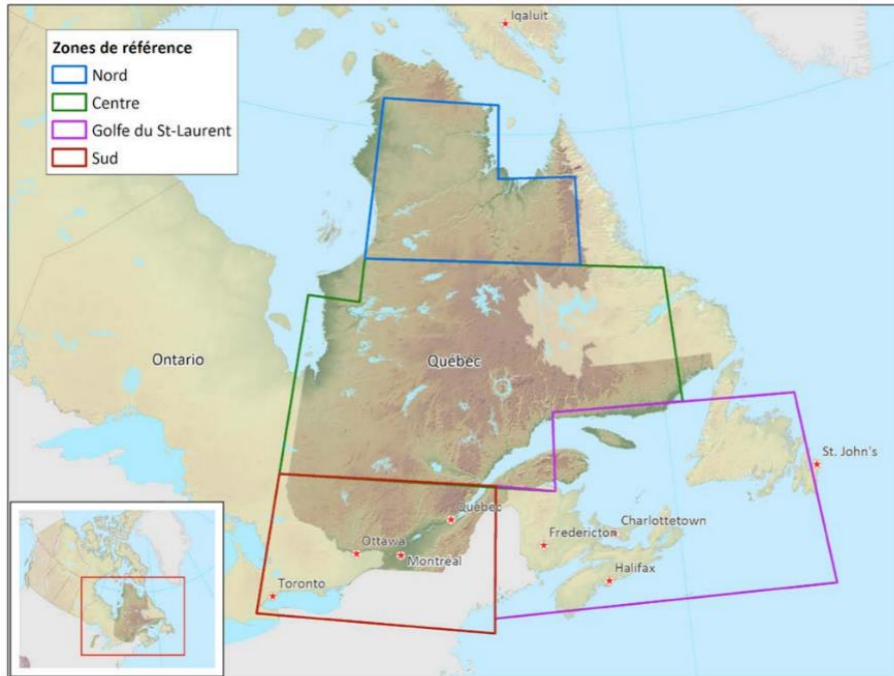 Iqaluit
Zones de référence
Nord
Centre
Golfe du St-Laurent
Sud
Ontario
Québec
St. John's
Québec
Charlottetown
Fredericton
Ottawa
Montréal
Halifax
Toronto